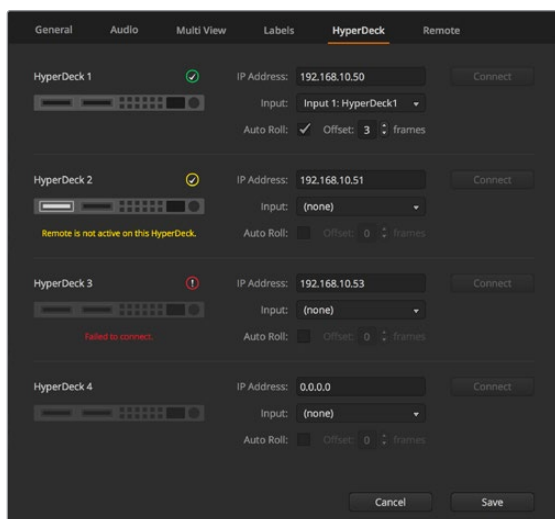 General Audio Multi View Labels HyperDeck Remote
HyperDeck 1 IP Address: 192.168.10.50 Connect
Input: Input 1: HyperDeck1
Auto Roll: Offset: 3 frames
HyperDeck 2 IP Address: 192.168.10.51 Connect
Input: (none)
Remote is not active on this HyperDeck.
Auto Roll: Offset: 0 frames
HyperDeck 3 IP Address: 192.168.10.53 Connect
Input: (none)
Failed to connect. Auto Roll: Offset: 0 frames
HyperDeck 4 IP Address: 0.0.0.0 Connect
Input: (none)
Auto Roll: Offset: 0 frames
Cancel Save